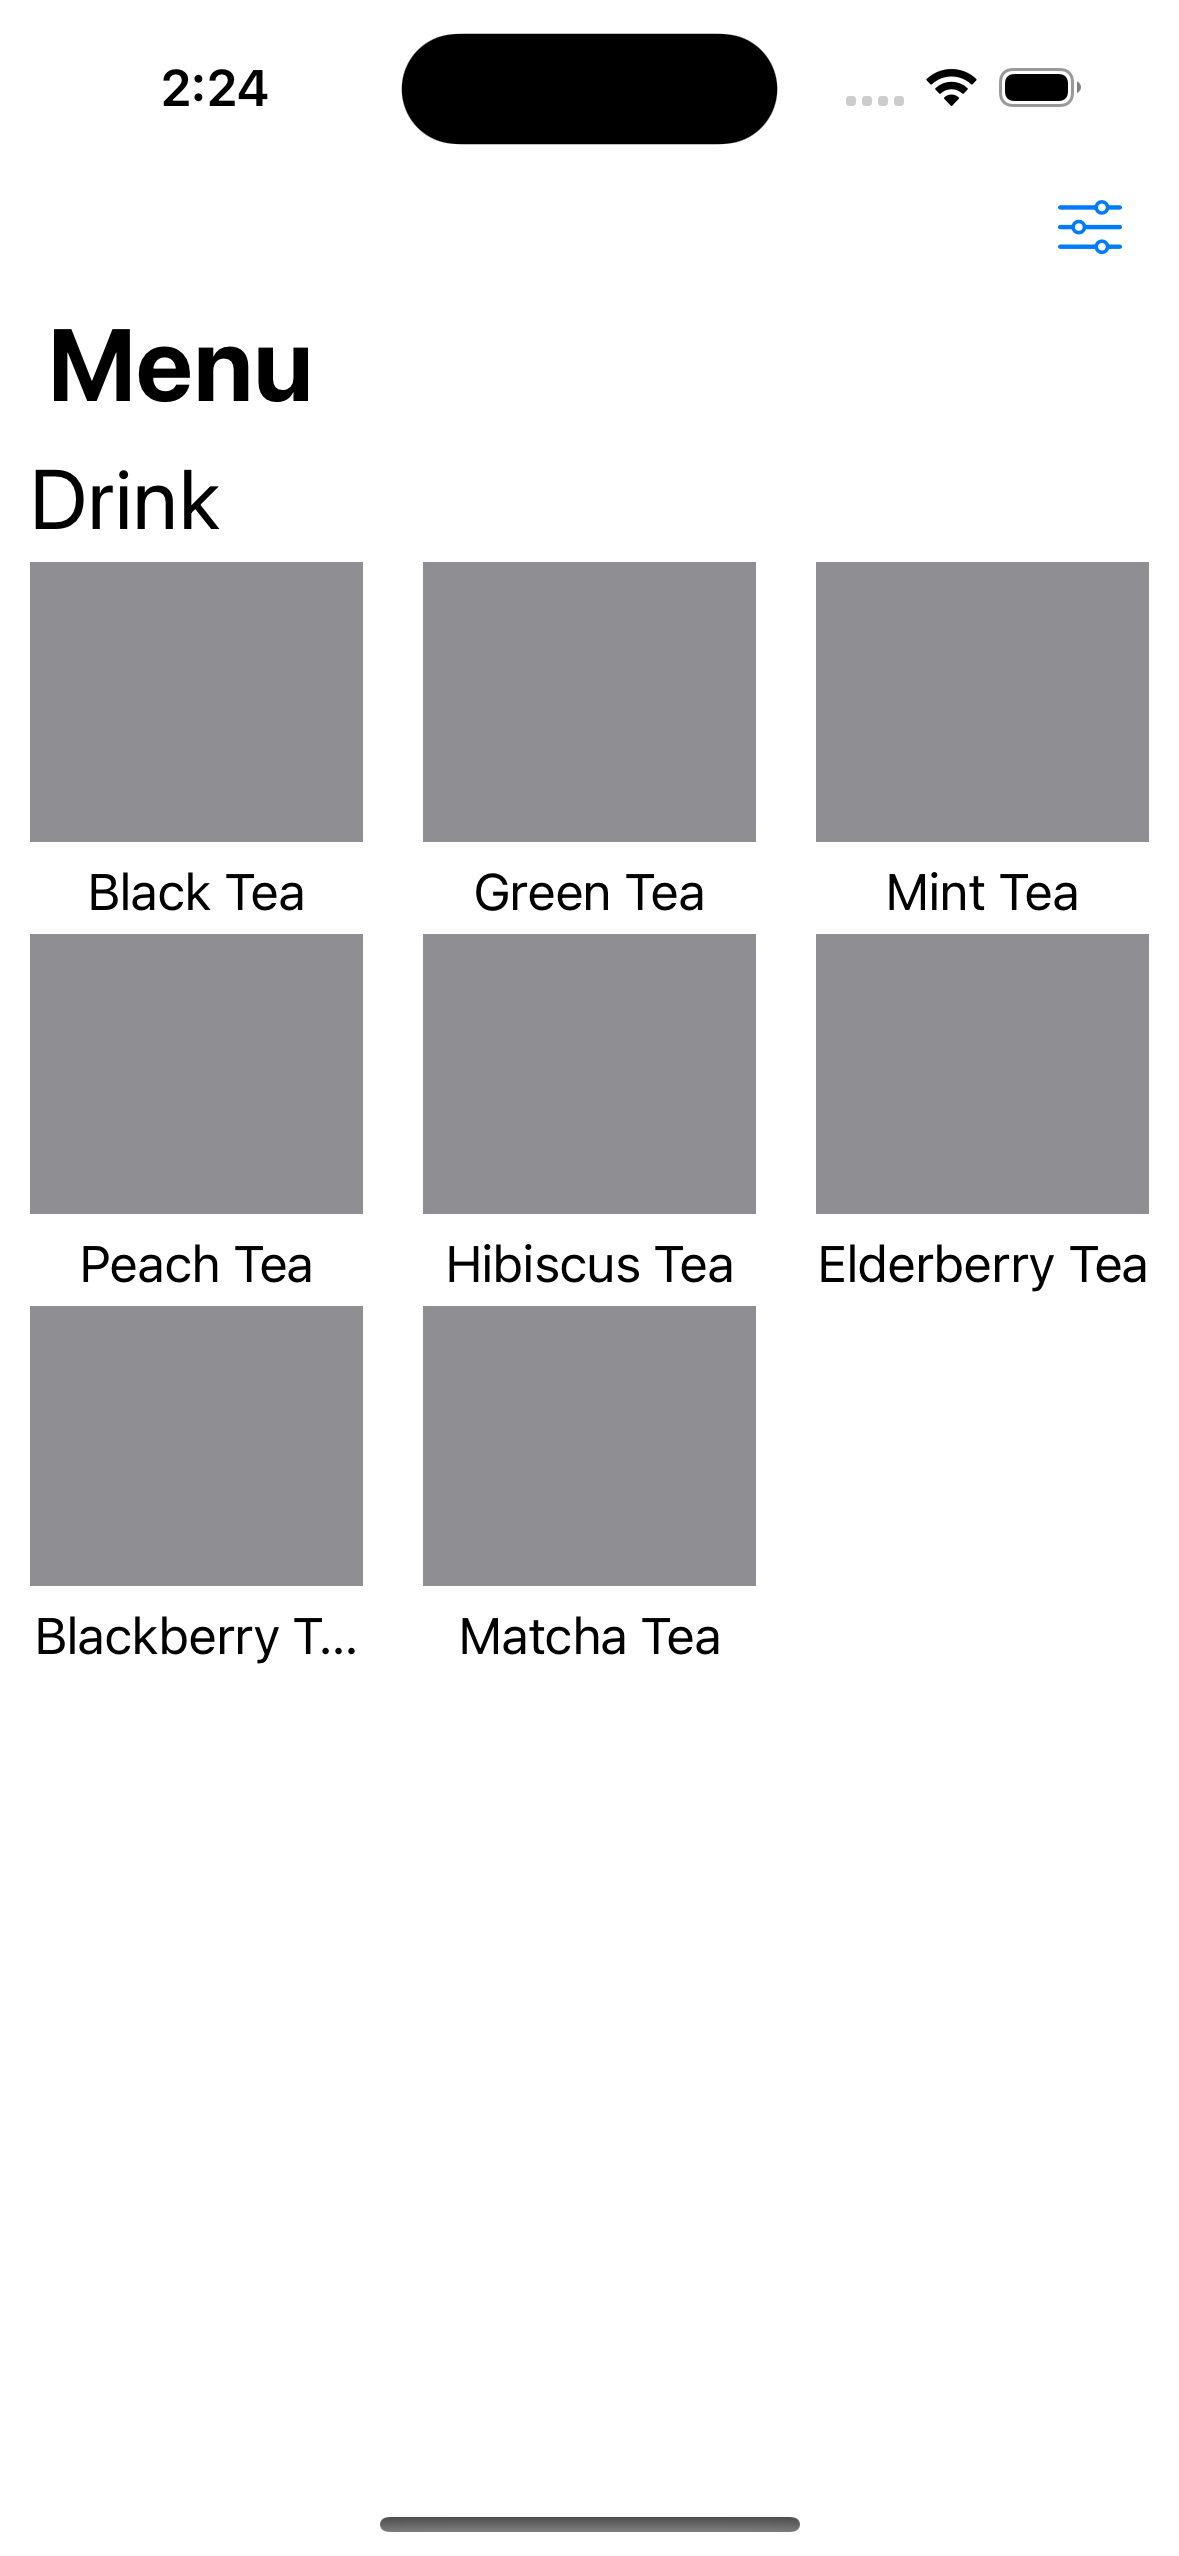 2:24
Menu
Drink
Black Tea
Green Tea
Mint Tea
Peach Tea
Hibiscus Tea
Elderberry Tea
Blackberry T...
Matcha Tea